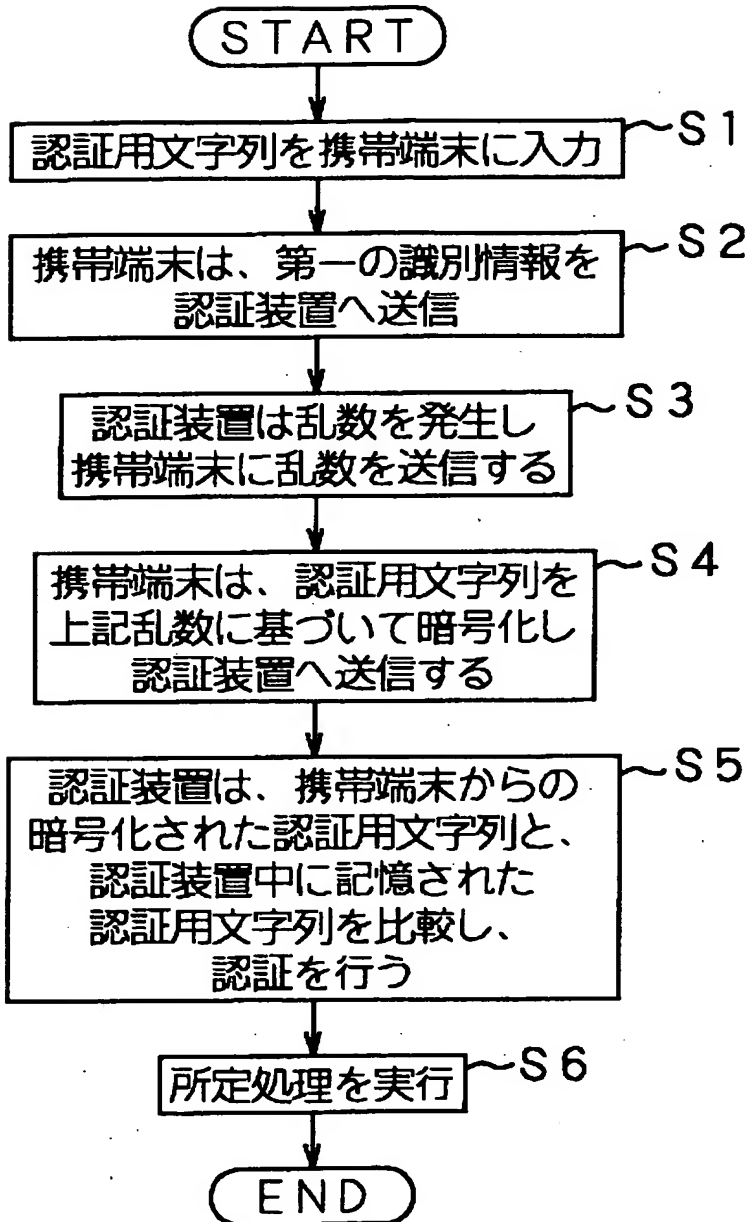 START
認証用文字列を携帯端末に入力
S1
携帯端末は、第一の識別情報を
認証装置へ送信
S2
認証装置は乱数を発生し
携帯端末に乱数を送信する
S3
携帯端末は、認証用文字列を
上記乱数に基づいて暗号化し
認証装置へ送信する
S4
認証装置は、携帯端末からの
暗号化された認証用文字列と、
認証装置中に記憶された
認証用文字列を比較し、
認証を行う
S5
所定処理を実行
S6
END